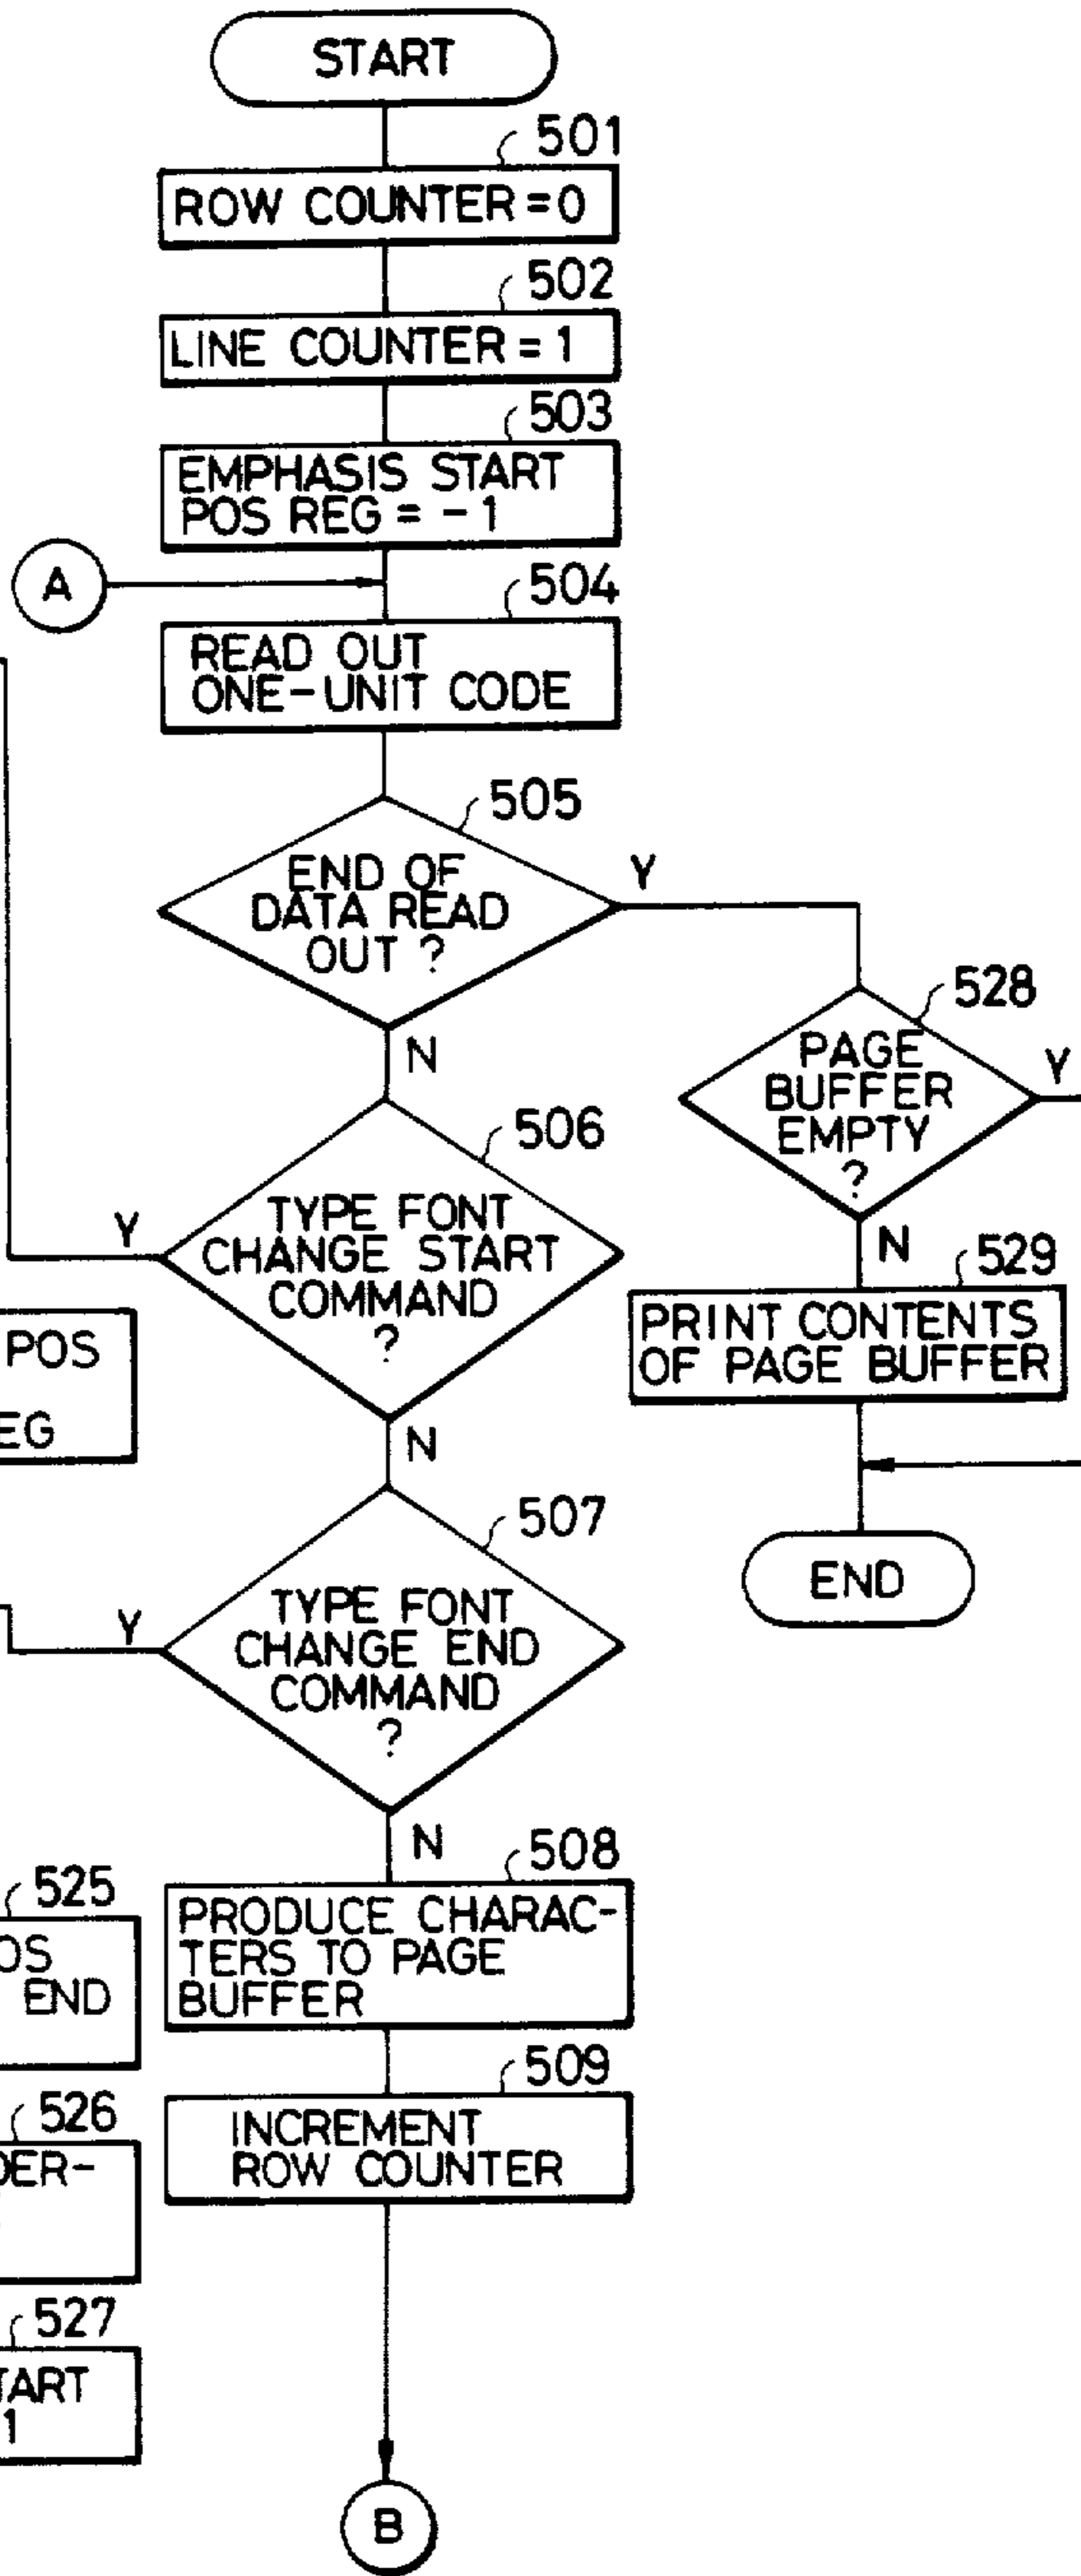 START
501
ROW COUNTER = 0
502
LINE COUNTER = 1
503
EMPHASIS START
POS REG = - 1
A
504
READ OUT
ONE-UNIT CODE
505
END OF
DATA READ
OUT ?
Y
N
528
PAGE
BUFFER
EMPTY
?
Y
N
506
TYPE FONT
CHANGE START
COMMAND
?
Y
N
529
PRINT CONTENTS
OF PAGE BUFFER
POS
EG
507
TYPE FONT
CHANGE END
COMMAND
?
Y
N
END
508
PRODUCE CHARAC-
TERS TO PAGE
BUFFER
525
OS
END
509
INCREMENT
ROW COUNTER
526
DER-
527
TART
1
B